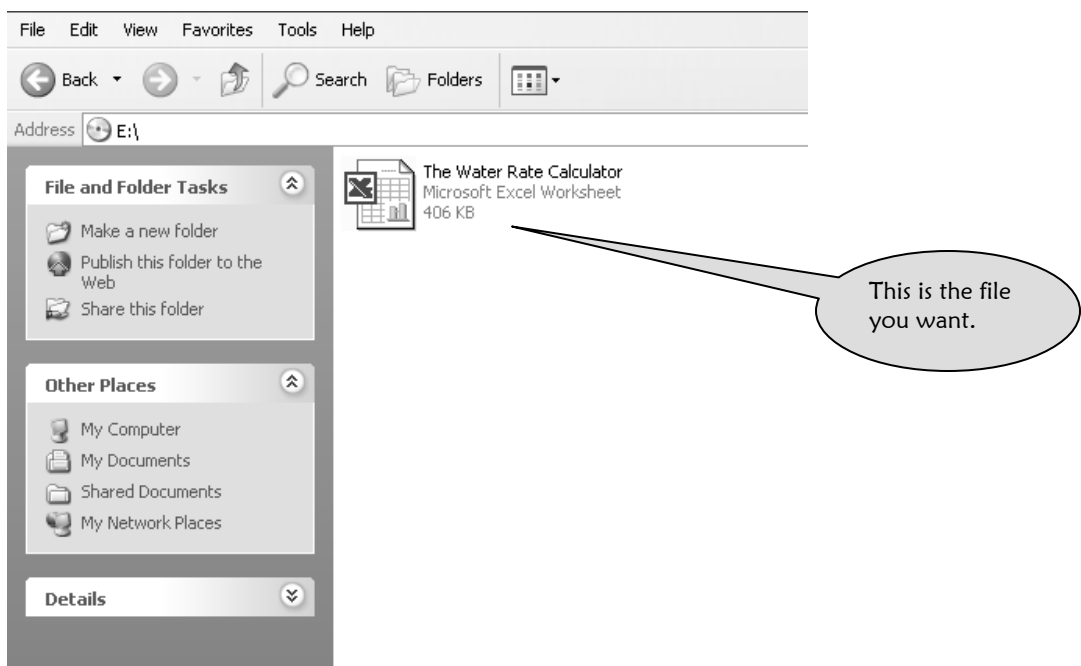 File Edit View Favorites Tools Help
Back Search Folders
Address E:\
File and Folder Tasks
Make a new folder
Publish this folder to the
Web
Share this folder
Other Places
My Computer
My Documents
Shared Documents
My Network Places
Details
The Water Rate Calculator
Microsoft Excel Worksheet
406 KB
This is the file
you want.